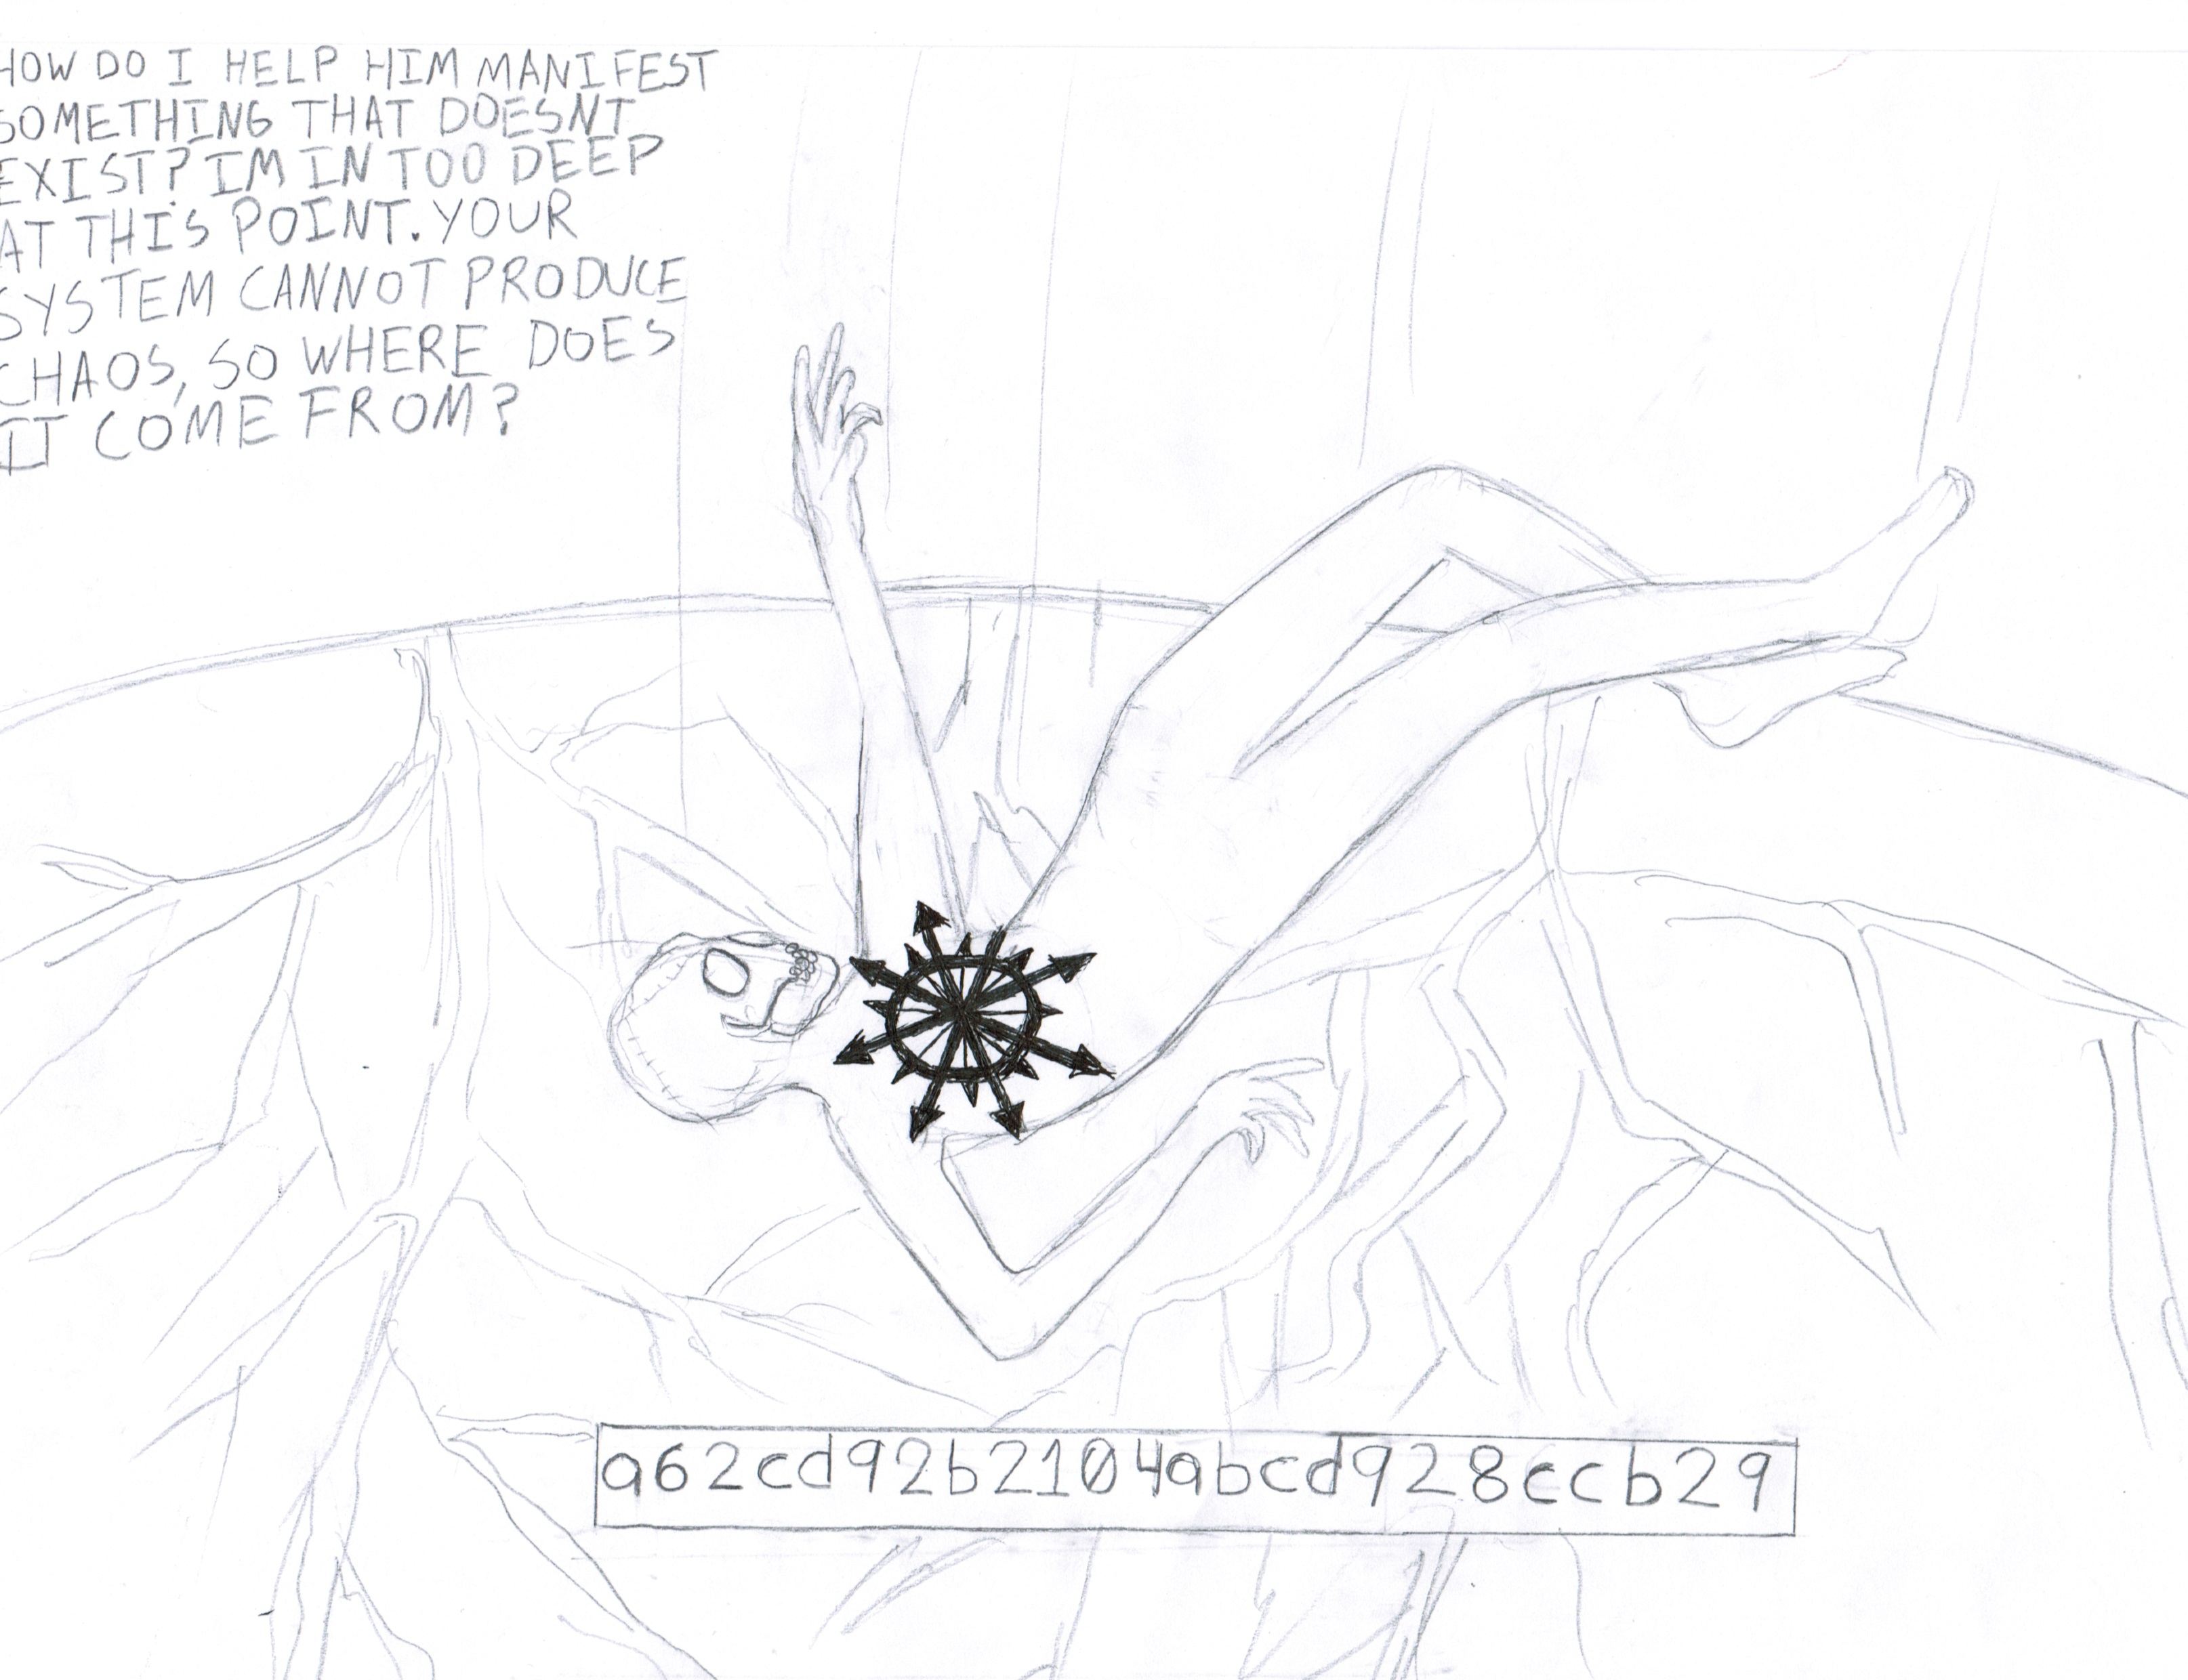 HOW DO I HELP HIM MANIFEST
SOMETHING THAT DOESNT
EXIST? IM IN TOO DEEP
AT THIS POINT. YOUR
SYSTEM CANNOT PRODUCE
CHAOS, SO WHERE DOES
IT COME FROM?
a62cd92b2104abcd928ccb29